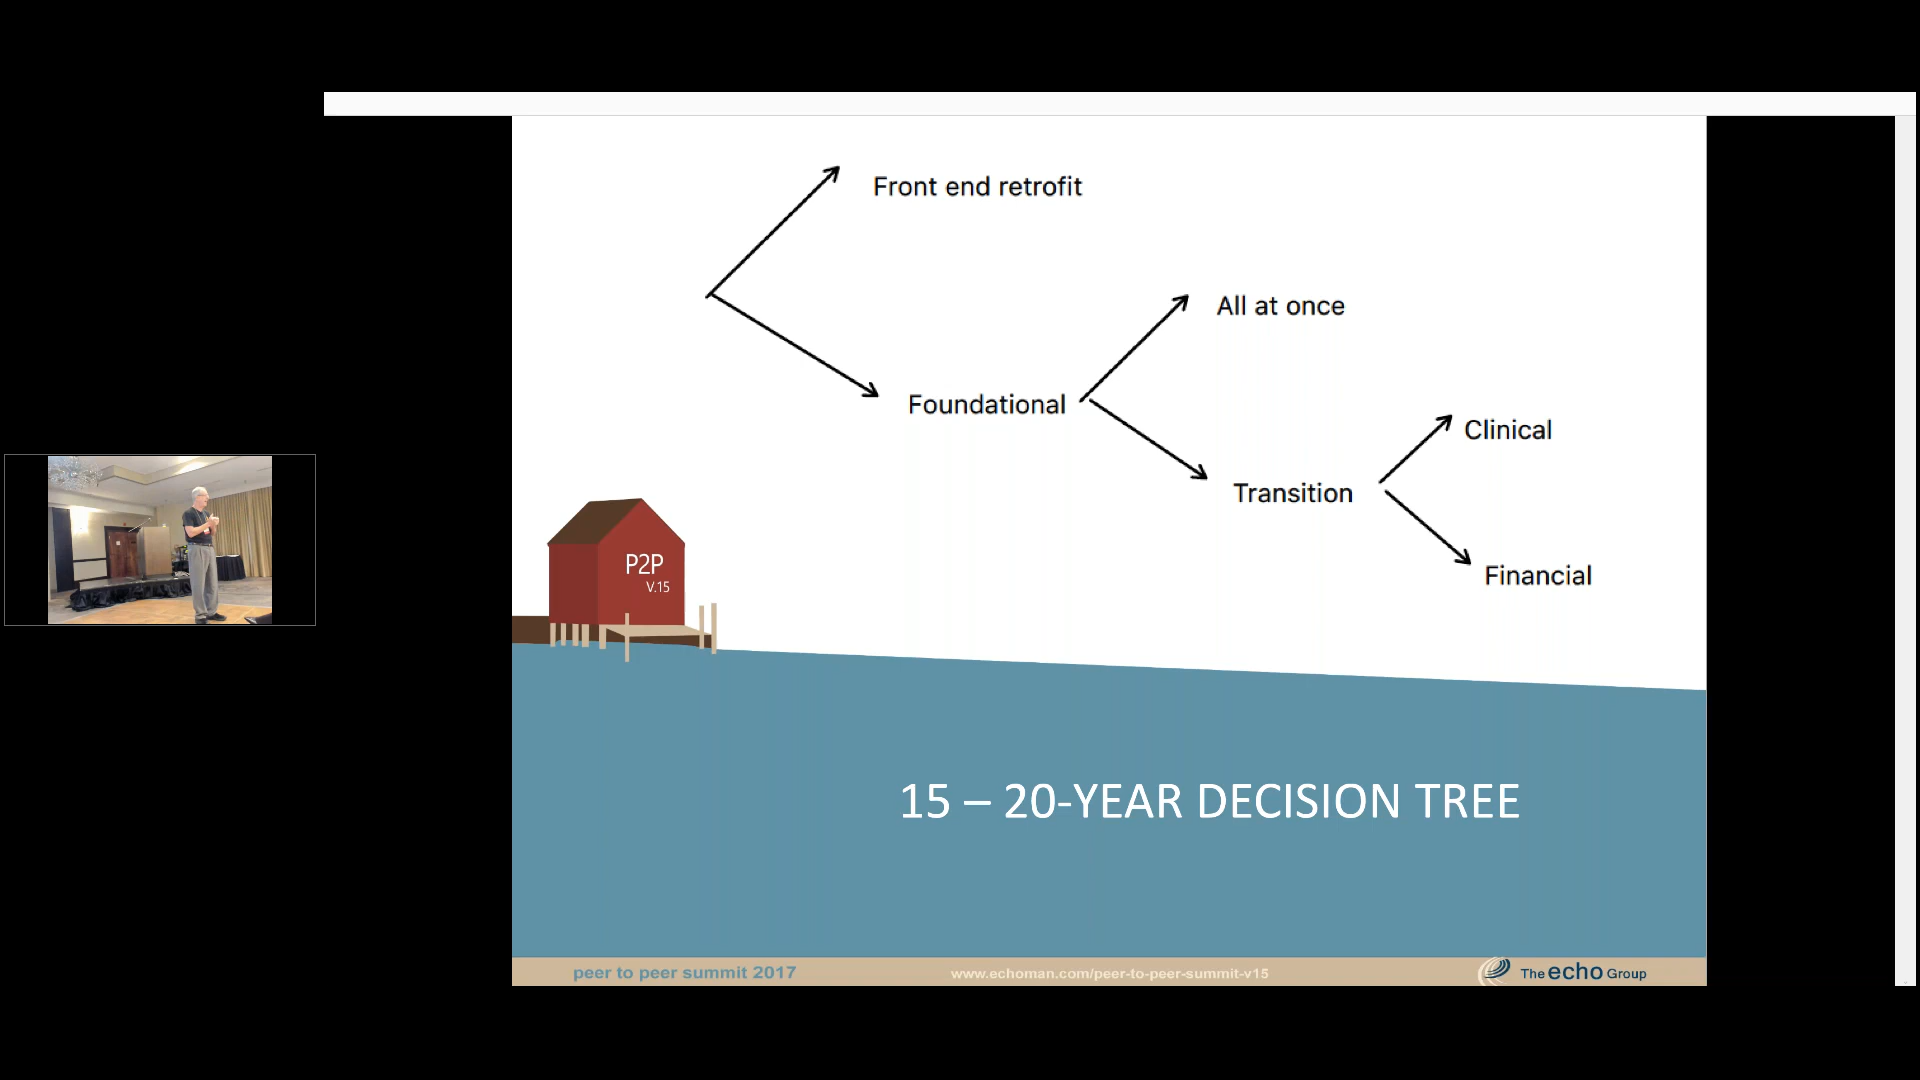 Front end retrofit
All at once
Foundational
Clinical
Transition
Financial
P2P
V.15
15 – 20-YEAR DECISION TREE
peer to peer summit 2017
www.echoman.com/peer-to-peer-summit-v15
The echo Group